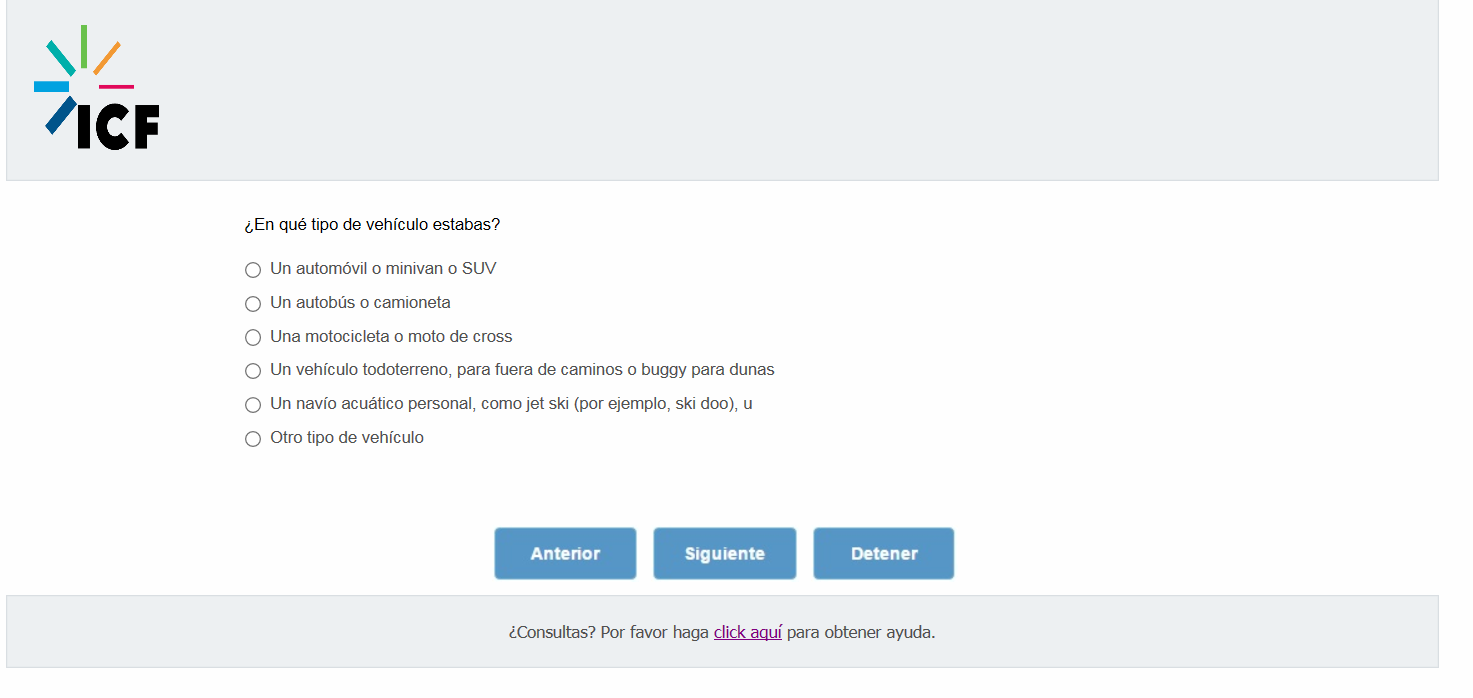 ICF
¿En qué tipo de vehículo estabas?
Un automóvil o minivan o SUV
Un autobús o camioneta
Una motocicleta o moto de cross
Un vehículo todoterreno, para fuera de caminos o buggy para dunas
Un navío acuático personal, como jet ski (por ejemplo, ski doo), u
Otro tipo de vehículo
Anterior Siguiente Detener
¿Consultas? Por favor haga click aquí para obtener ayuda.